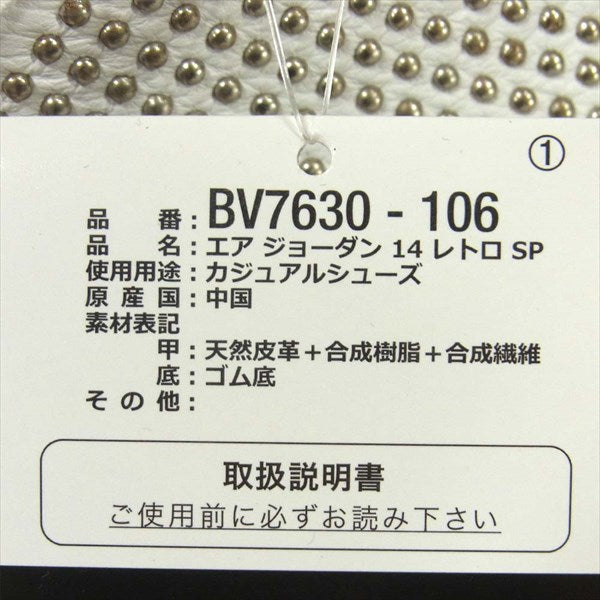 ①
品番：BV7630 - 106
品名：エア ジョーダン 14 レトロ SP
使用用途：カジュアルシューズ
原産国：中国
素材表記
甲：天然皮革＋合成樹脂＋合成繊維
底：ゴム底
その他：
取扱説明書
ご使用前に必ずお読み下さい